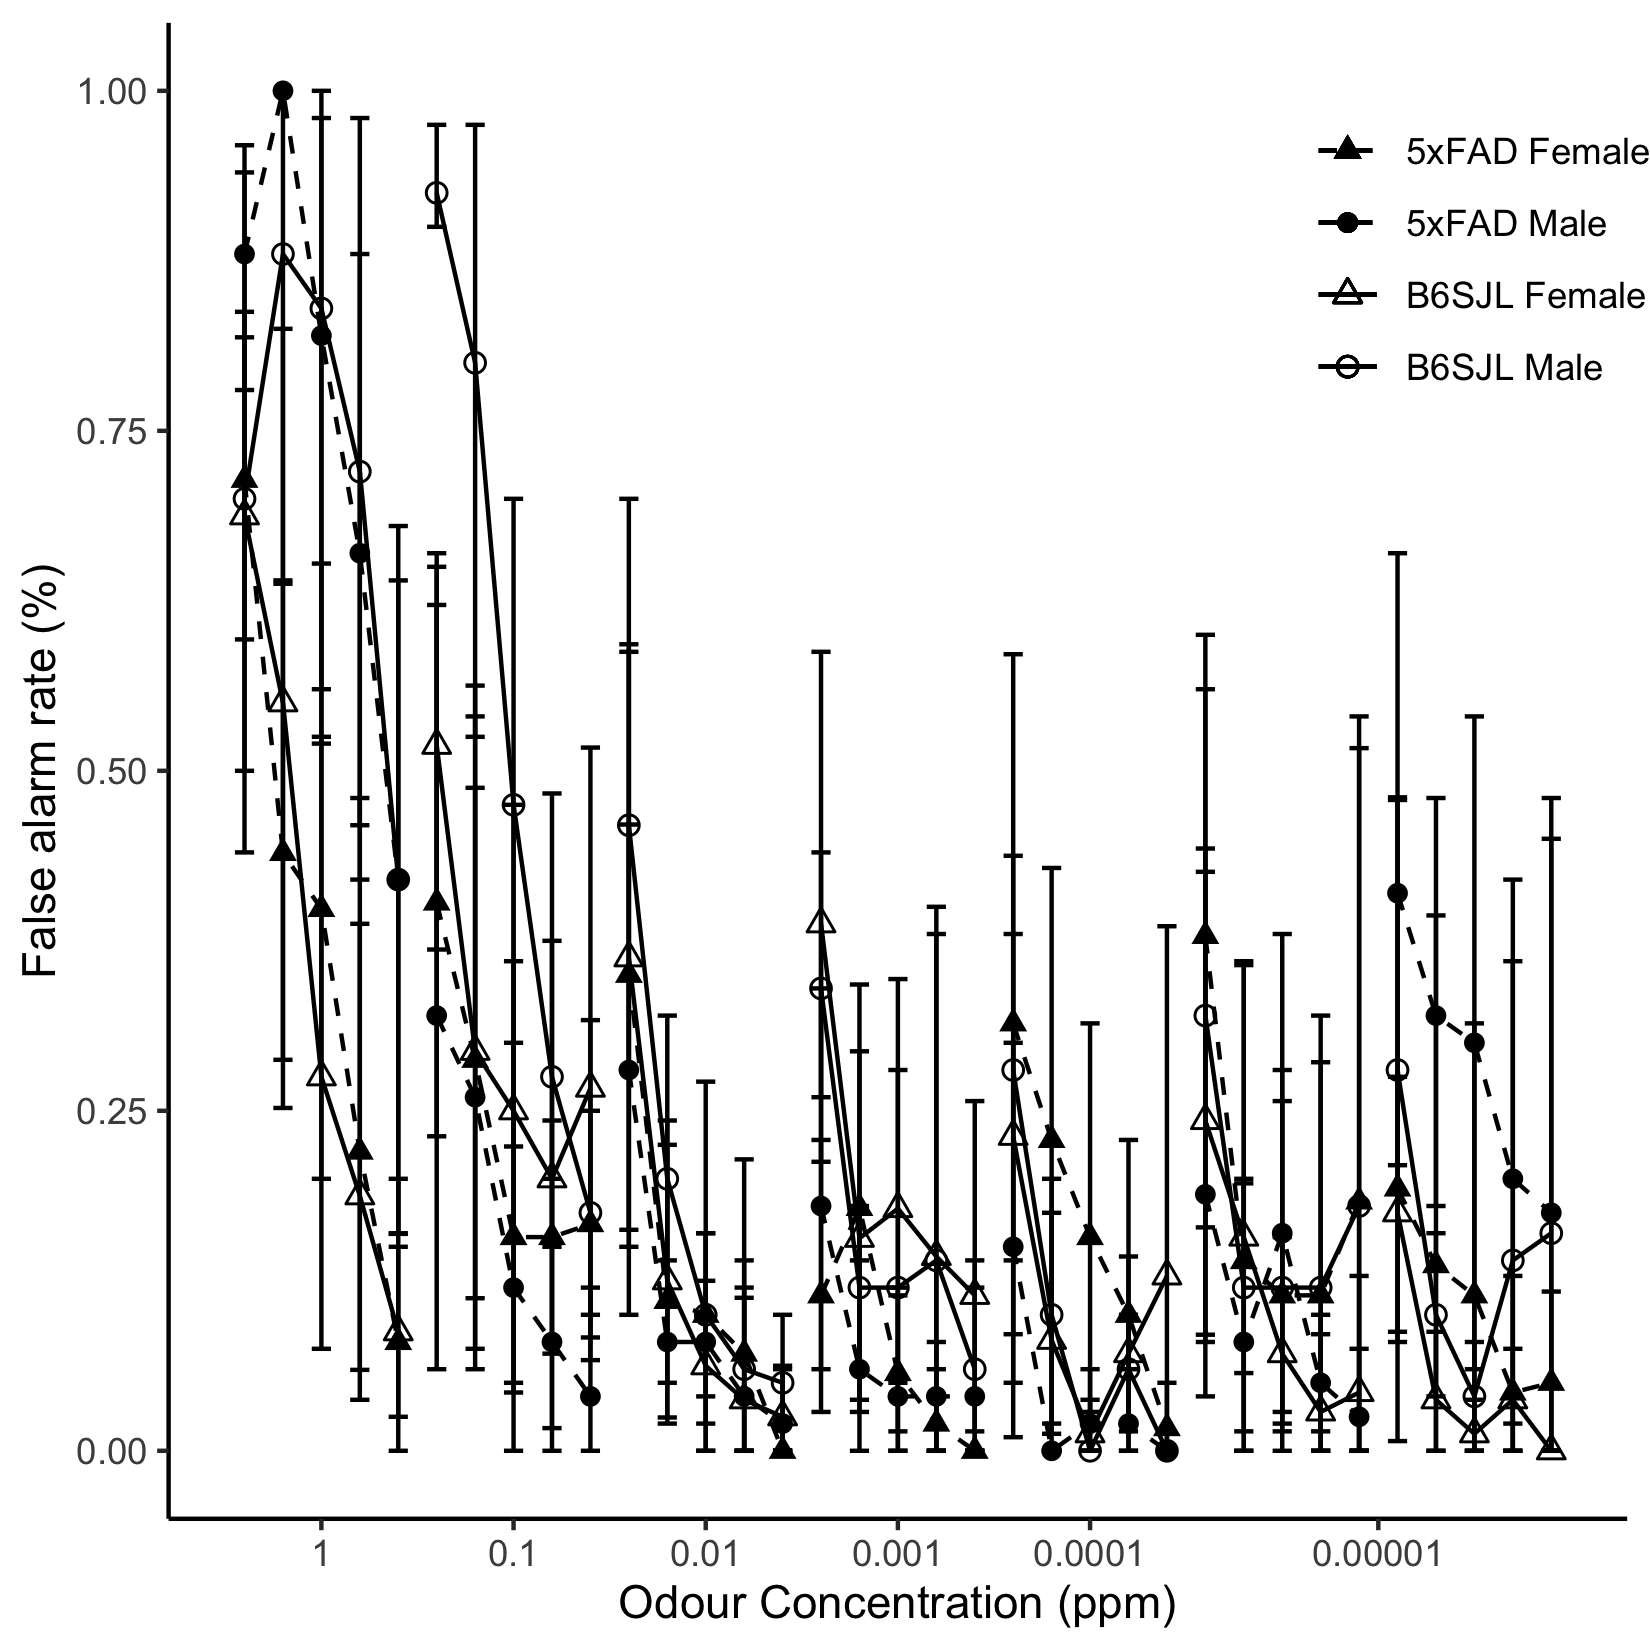 1.00
0.75
0.50
0.25
0.00
False alarm rate (%)
5xFAD Female
5xFAD Male
B6SJL Female
B6SJL Male
1 0.1 0.01 0.001 0.0001 0.00001
Odour Concentration (ppm)